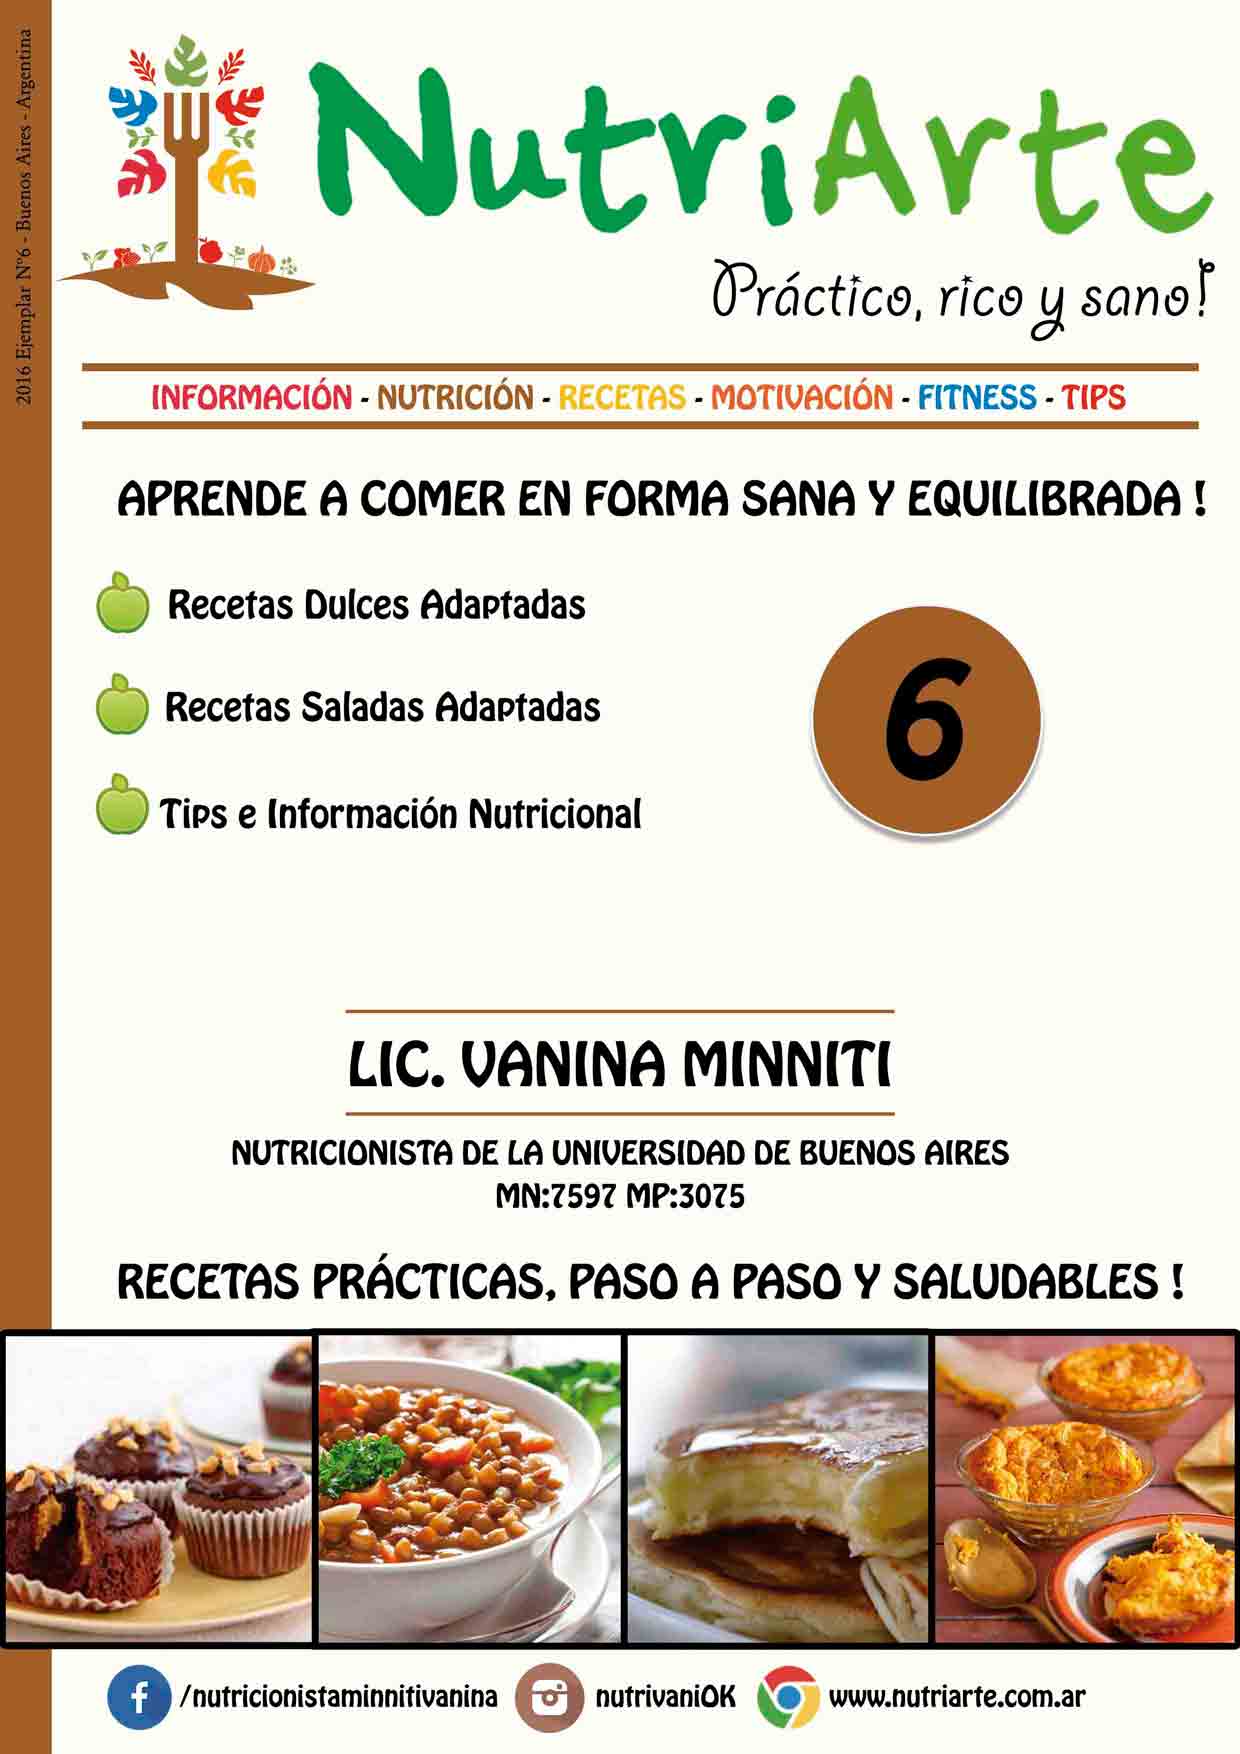 2016 Ejemplar Nº6 - Buenos Aires - Argentina
NutriArte
Práctico, rico y sano!
INFORMACIÓN - NUTRICIÓN - RECETAS - MOTIVACIÓN - FITNESS - TIPS
APRENDE A COMER EN FORMA SANA Y EQUILIBRADA !
Recetas Dulces Adaptadas
Recetas Saladas Adaptadas
Tips e Información Nutricional
6
LIC. VANINA MINNITI
NUTRICIONISTA DE LA UNIVERSIDAD DE BUENOS AIRES
MN:7597 MP:3075
RECETAS PRÁCTICAS, PASO A PASO Y SALUDABLES !
/nutricionistaminnitivanina nutrivaniOK www.nutriarte.com.ar